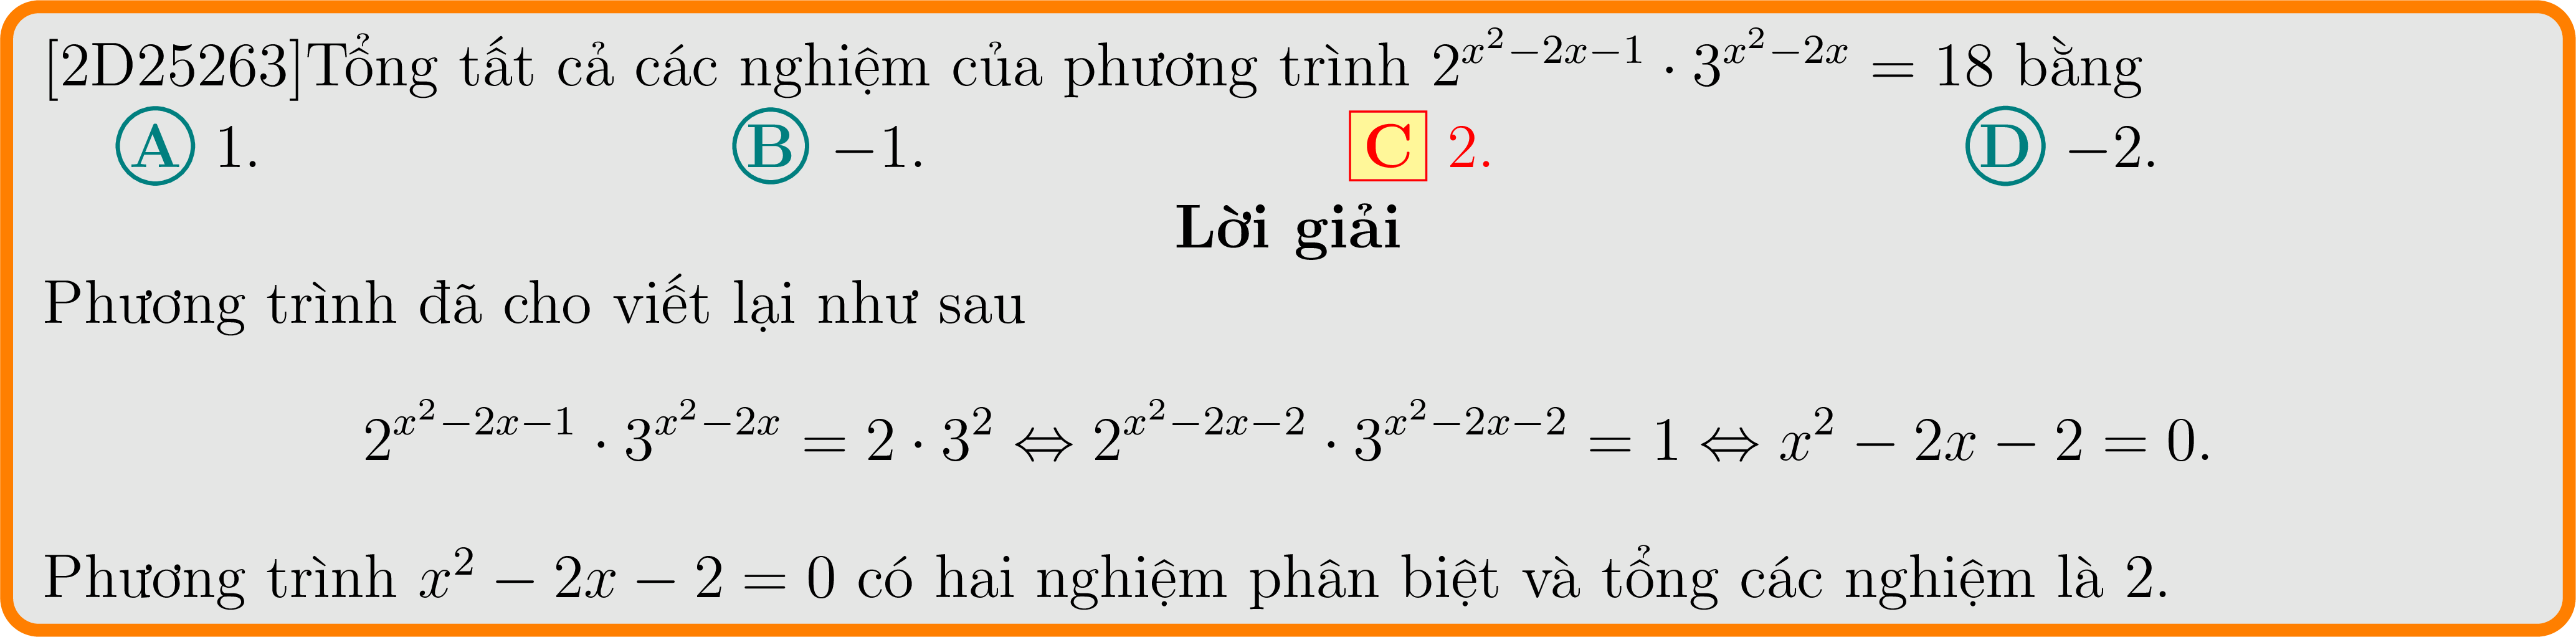 [2D25263]Tổng tất cả các nghiệm của phương trình $2^{x^2-2x-1} \cdot 3^{x^2-2x} = 18$ bằng
A 1. B −1. C 2. D −2.
Lời giải
Phương trình đã cho viết lại như sau
$2^{x^2-2x-1} \cdot 3^{x^2-2x} = 2 \cdot 3^2 \Leftrightarrow 2^{x^2-2x-2} \cdot 3^{x^2-2x-2} = 1 \Leftrightarrow x^2 - 2x - 2 = 0.$
Phương trình $x^2 - 2x - 2 = 0$ có hai nghiệm phân biệt và tổng các nghiệm là 2.